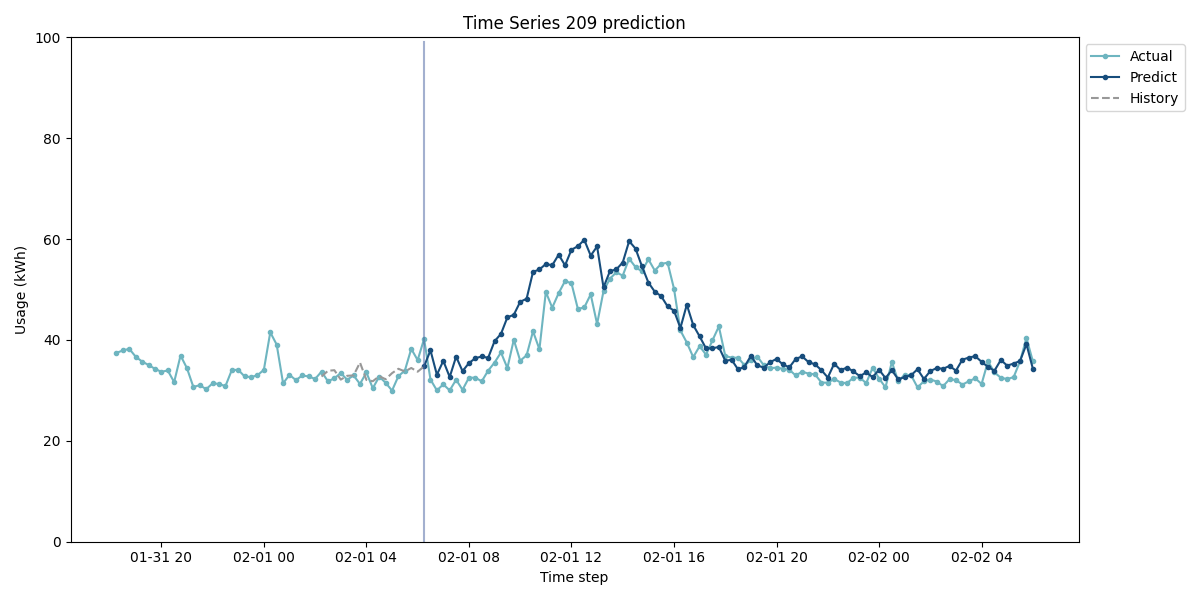 Time Series 209 prediction
Usage (kWh)
100
80
60
40
20
0
01-31 20
02-01 00
02-01 04
02-01 08
02-01 12
02-01 16
02-01 20
02-02 00
02-02 04
Time step
Actual
Predict
History